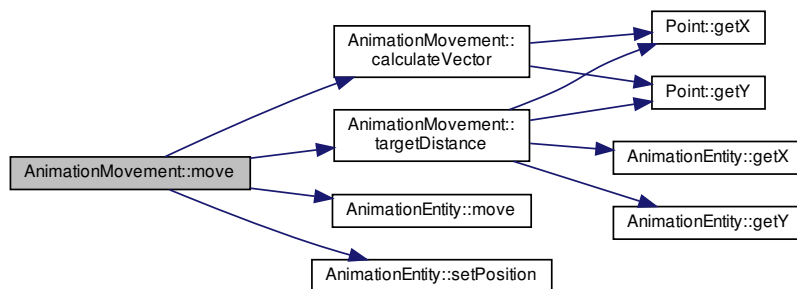 AnimationMovement::move
AnimationMovement::
calculateVector
AnimationMovement::
targetDistance
AnimationEntity::move
AnimationEntity::setPosition
Point::getX
Point::getY
AnimationEntity::getX
AnimationEntity::getY